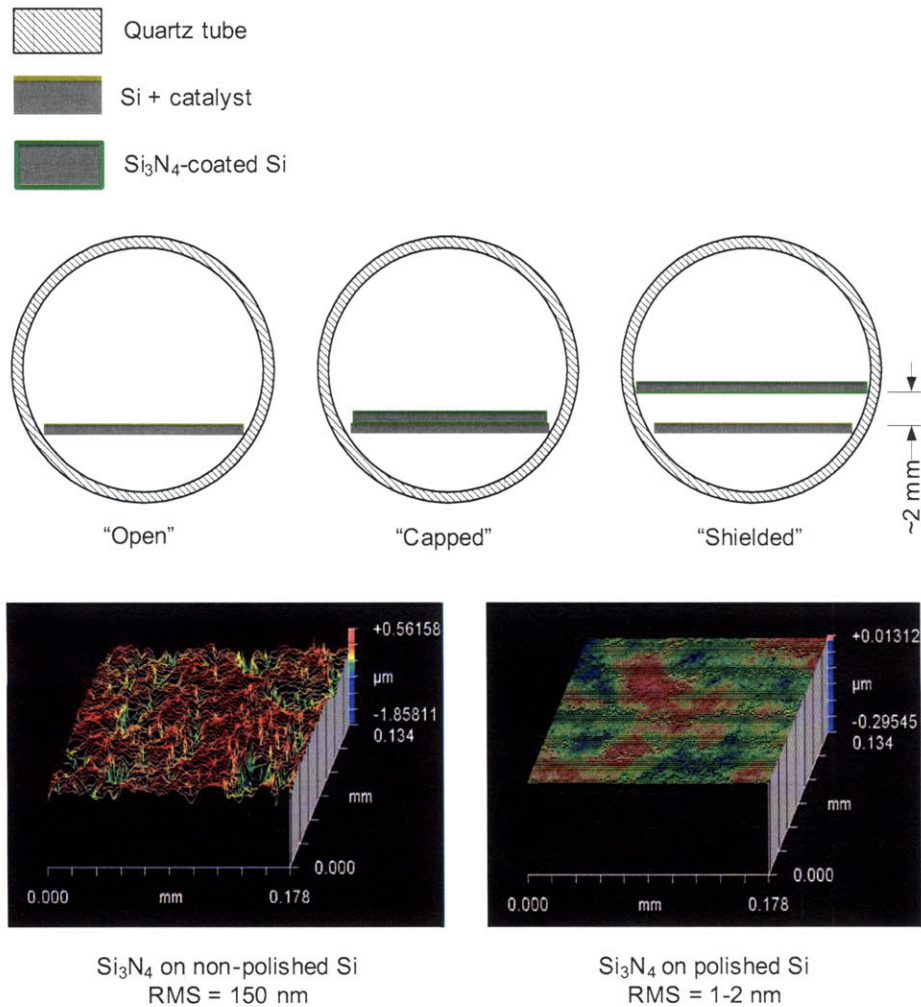 Quartz tube
Si + catalyst
Si₃N₄-coated Si
~2 mm
“Open”
“Capped”
“Shielded”
+0.56158
µm
-1.85811
0.134
mm
0.000
0.000
mm
0.178
+0.01312
µm
-0.29545
0.134
mm
0.000
0.000
mm
0.178
Si₃N₄ on non-polished Si
RMS = 150 nm
Si₃N₄ on polished Si
RMS = 1-2 nm